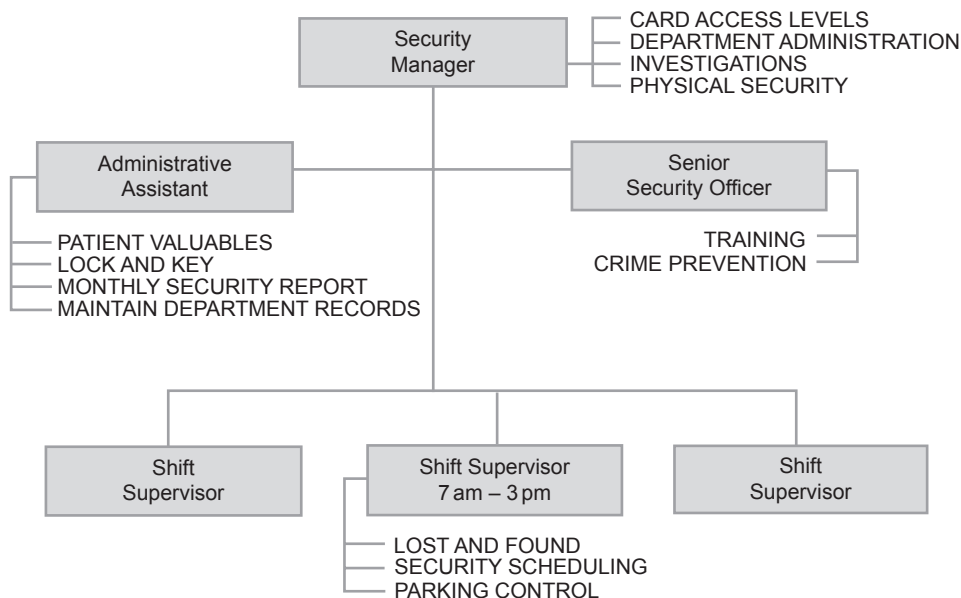 Security
Manager
CARD ACCESS LEVELS
DEPARTMENT ADMINISTRATION
INVESTIGATIONS
PHYSICAL SECURITY
Administrative
Assistant
PATIENT VALUABLES
LOCK AND KEY
MONTHLY SECURITY REPORT
MAINTAIN DEPARTMENT RECORDS
Senior
Security Officer
TRAINING
CRIME PREVENTION
Shift
Supervisor
Shift Supervisor
7 am – 3 pm
LOST AND FOUND
SECURITY SCHEDULING
PARKING CONTROL
Shift
Supervisor